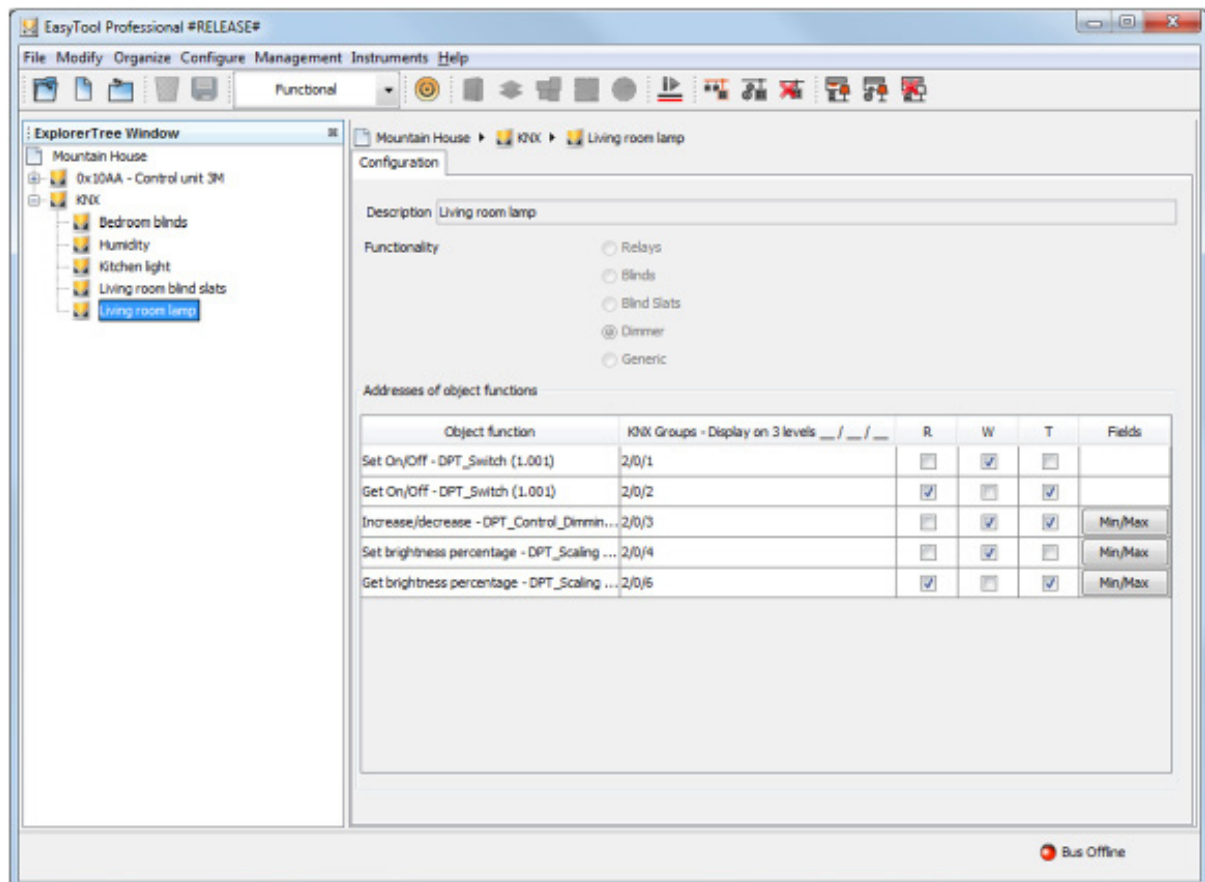 EasyTool Professional #RELEASE#
File Modify Organize Configure Management Instruments Help
Functional
ExplorerTree Window
Mountain House
0x10AA - Control unit 3M
KNX
Bedroom blinds
Humidity
Kitchen light
Living room blind slats
Living room lamp
Mountain House KNX Living room lamp
Configuration
Description Living room lamp
Functionality
Relays
Blinds
Blind Slats
Dimmer
Generic
Addresses of object functions
Object function KNX Groups - Display on 3 levels __ / __ / __ R W T Fields
Set On/Off - DPT_Switch (1.001) 2/0/1
Get On/Off - DPT_Switch (1.001) 2/0/2
Increase/decrease - DPT_Control_Dimmin... 2/0/3 Min/Max
Set brightness percentage - DPT_Scaling ... 2/0/4 Min/Max
Get brightness percentage - DPT_Scaling ... 2/0/6 Min/Max
Bus Offline